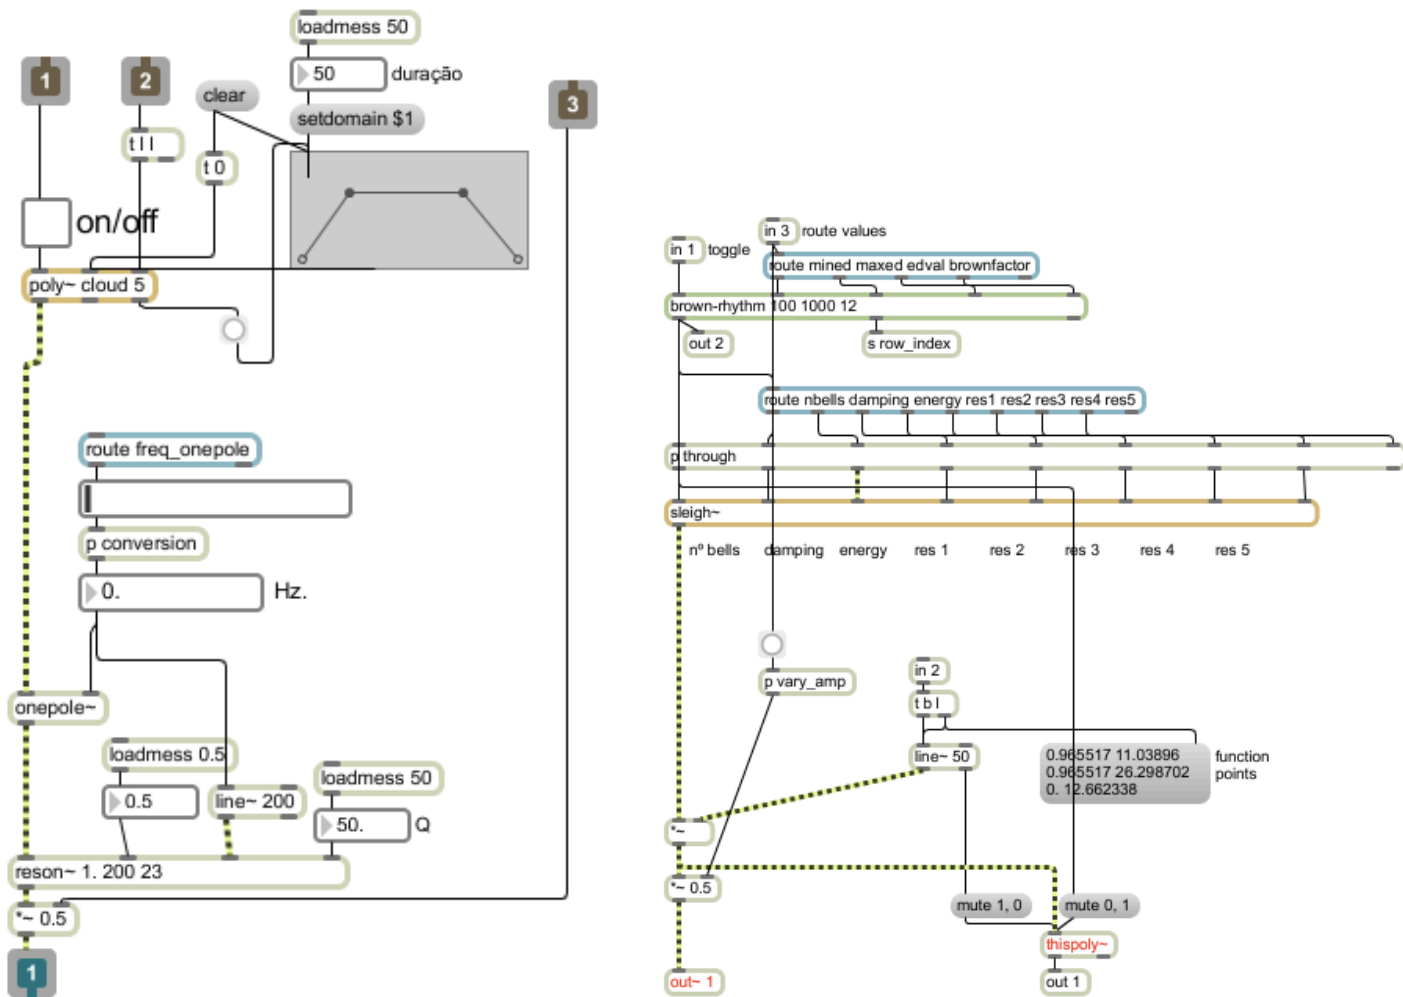 loadmess 50
1
2
50
duração
clear
3
setdomain $1
t l l
t 0
on/off
poly~ cloud 5
route freq_onepole
p conversion
0.
Hz.
onepole~
loadmess 0.5
loadmess 50
0.5
line~ 200
50.
Q
reson~ 1. 200 23
*~ 0.5
1
in 3
route values
in 1
toggle
route mined maxed edval brownfactor
brown-rhythm 100 1000 12
out 2
s row_index
route nbells damping energy res1 res2 res3 res4 res5
p through
sleigh~
nº bells
damping
energy
res 1
res 2
res 3
res 4
res 5
in 2
p vary_amp
t b l
line~ 50
0.965517 11.03896
0.965517 26.298702
0. 12.662338
function
points
*~
*~ 0.5
mute 1, 0
mute 0, 1
thispoly~
out~ 1
out 1